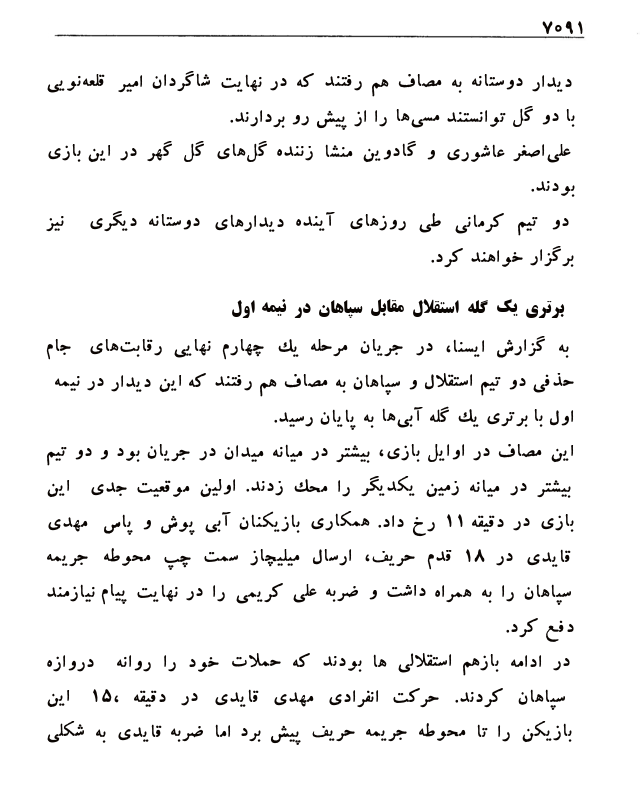 ۷۰۹۱
دیدار دوستانه به مصاف هم رفتند که در نهایت شاگردان امیر قلعه‌نویی
با دو گل توانستند مسی‌ها را از پیش رو بردارند.
علی‌اصغر عاشوری و گادوین منشا زننده گل‌های گل گهر در این بازی
بودند.
دو تیم کرمانی طی روزهای آینده دیدارهای دوستانه دیگری نیز
برگزار خواهند کرد.
برتری یک گله استقلال مقابل سپاهان در نیمه اول
به گزارش ایسنا، در جریان مرحله یك چهارم نهایی رقابت‌های جام
حذفی دو تیم استقلال و سپاهان به مصاف هم رفتند که این دیدار در نیمه
اول با برتری یك گله آبی‌ها به پایان رسید.
این مصاف در اوایل بازی، بیشتر در میانه میدان در جریان بود و دو تیم
بیشتر در میانه زمین یکدیگر را محك زدند. اولین موقعیت جدی این
بازی در دقیقه ۱۱ رخ داد. همکاری بازیکنان آبی پوش و پاس مهدی
قایدی در ۱۸ قدم حریف، ارسال میلیچاز سمت چپ محوطه جریمه
سپاهان را به همراه داشت و ضربه علی کریمی را در نهایت پیام نیازمند
دفع کرد.
در ادامه بازهم استقلالی ها بودند که حملات خود را روانه دروازه
سپاهان کردند. حرکت انفرادی مهدی قایدی در دقیقه ،۱۵ این
بازیکن را تا محوطه جریمه حریف پیش برد اما ضربه قایدی به شکلی